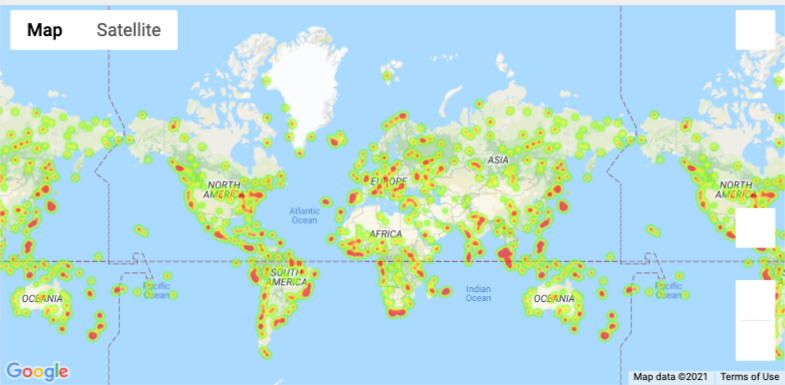 Map Satellite
ASIA
NORTH
AMERICA
EUROPE
NORTH
AMERICA
Atlantic
Ocean
AFRICA
SOUTH
AMERICA
Pacific
Ocean
Indian
Ocean
Pacific
Ocean
OCEANIA
OCEANIA
Google
Map data ©2021 Terms of Use